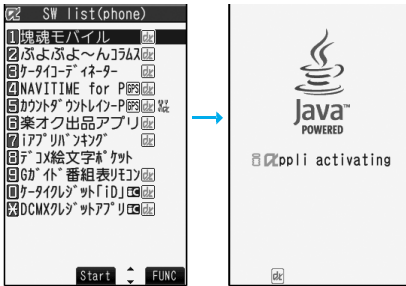 SW list(phone)
1塊魂モバイル
2ぷよぷよ〜んコラムス
3ケータイコーディネーター
4NAVITIME for P GPS
5カウントダウントレイン-P GPS
6楽オク出品アプリ
7iアプリバンキング
8デコメ絵文字ポケット
9Gガイド番組表リモコン
0ケータイクレジット「iD」
*DCMXクレジットアプリ
Start
FUNC
Java™
POWERED
i αppli activating